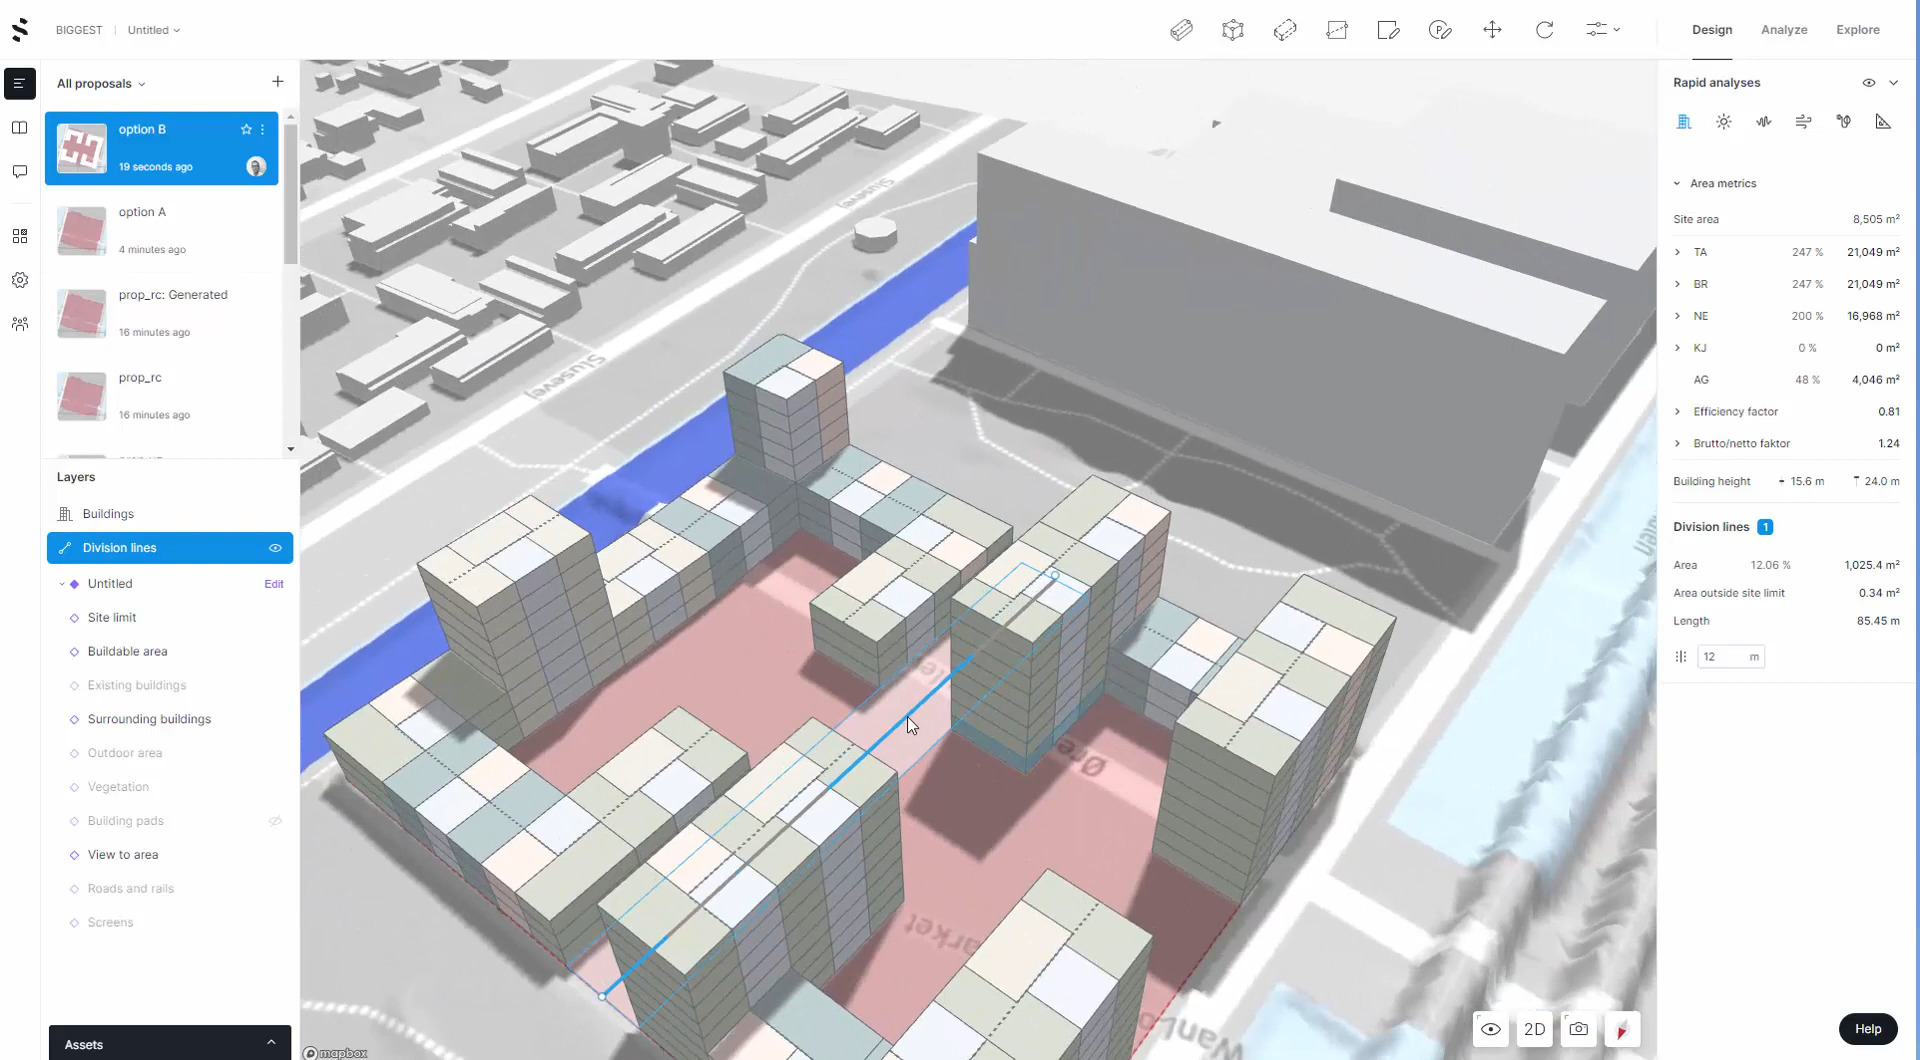 BIGGEST
Untitled
Design
Analyze
Explore
All proposals
option B
19 seconds ago
option A
4 minutes ago
prop_rc: Generated
16 minutes ago
prop_rc
16 minutes ago
Layers
Buildings
Division lines
Untitled
Edit
Site limit
Buildable area
Existing buildings
Surrounding buildings
Outdoor area
Vegetation
Building pads
View to area
Roads and rails
Screens
Assets
Slusevej
Slusevej
mapbox
2D
Rapid analyses
Area metrics
Site area 8,505 m²
TA 247 % 21,049 m²
BR 247 % 21,049 m²
NE 200 % 16,968 m²
KJ 0 % 0 m²
AG 48 % 4,046 m²
Efficiency factor 0.81
Brutto/netto faktor 1.24
Building height 15.6 m 24.0 m
Division lines 1
Area 12.06 % 1,025.4 m²
Area outside site limit 0.34 m²
Length 85.45 m
12 m
Help